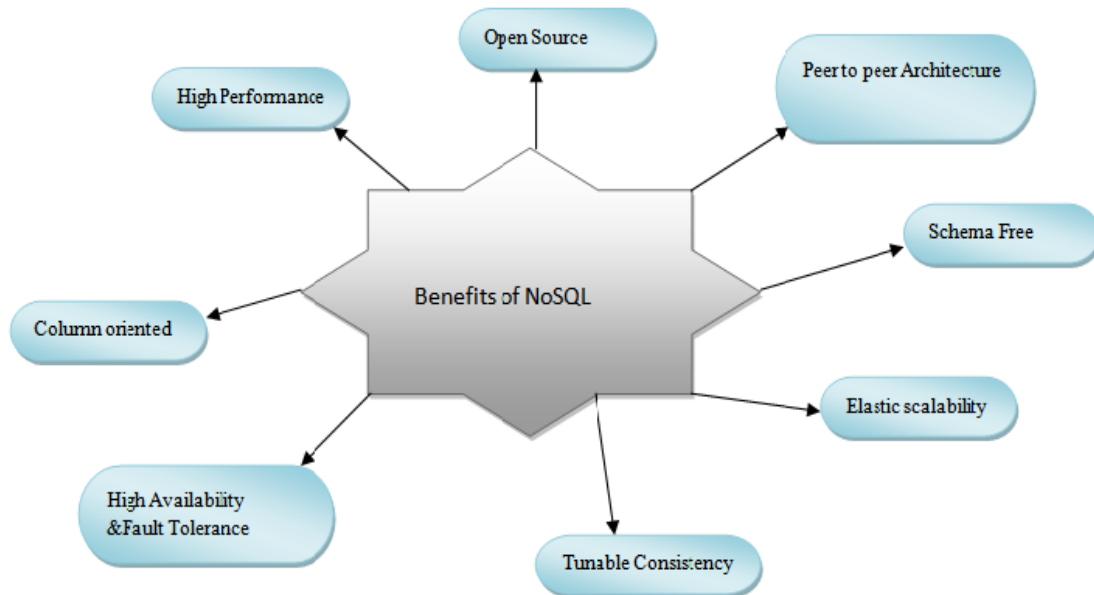 Open Source
Peer to peer Architecture
High Performance
Schema Free
Benefits of NoSQL
Column oriented
Elastic scalability
High Availability
&Fault Tolerance
Tunable Consistency